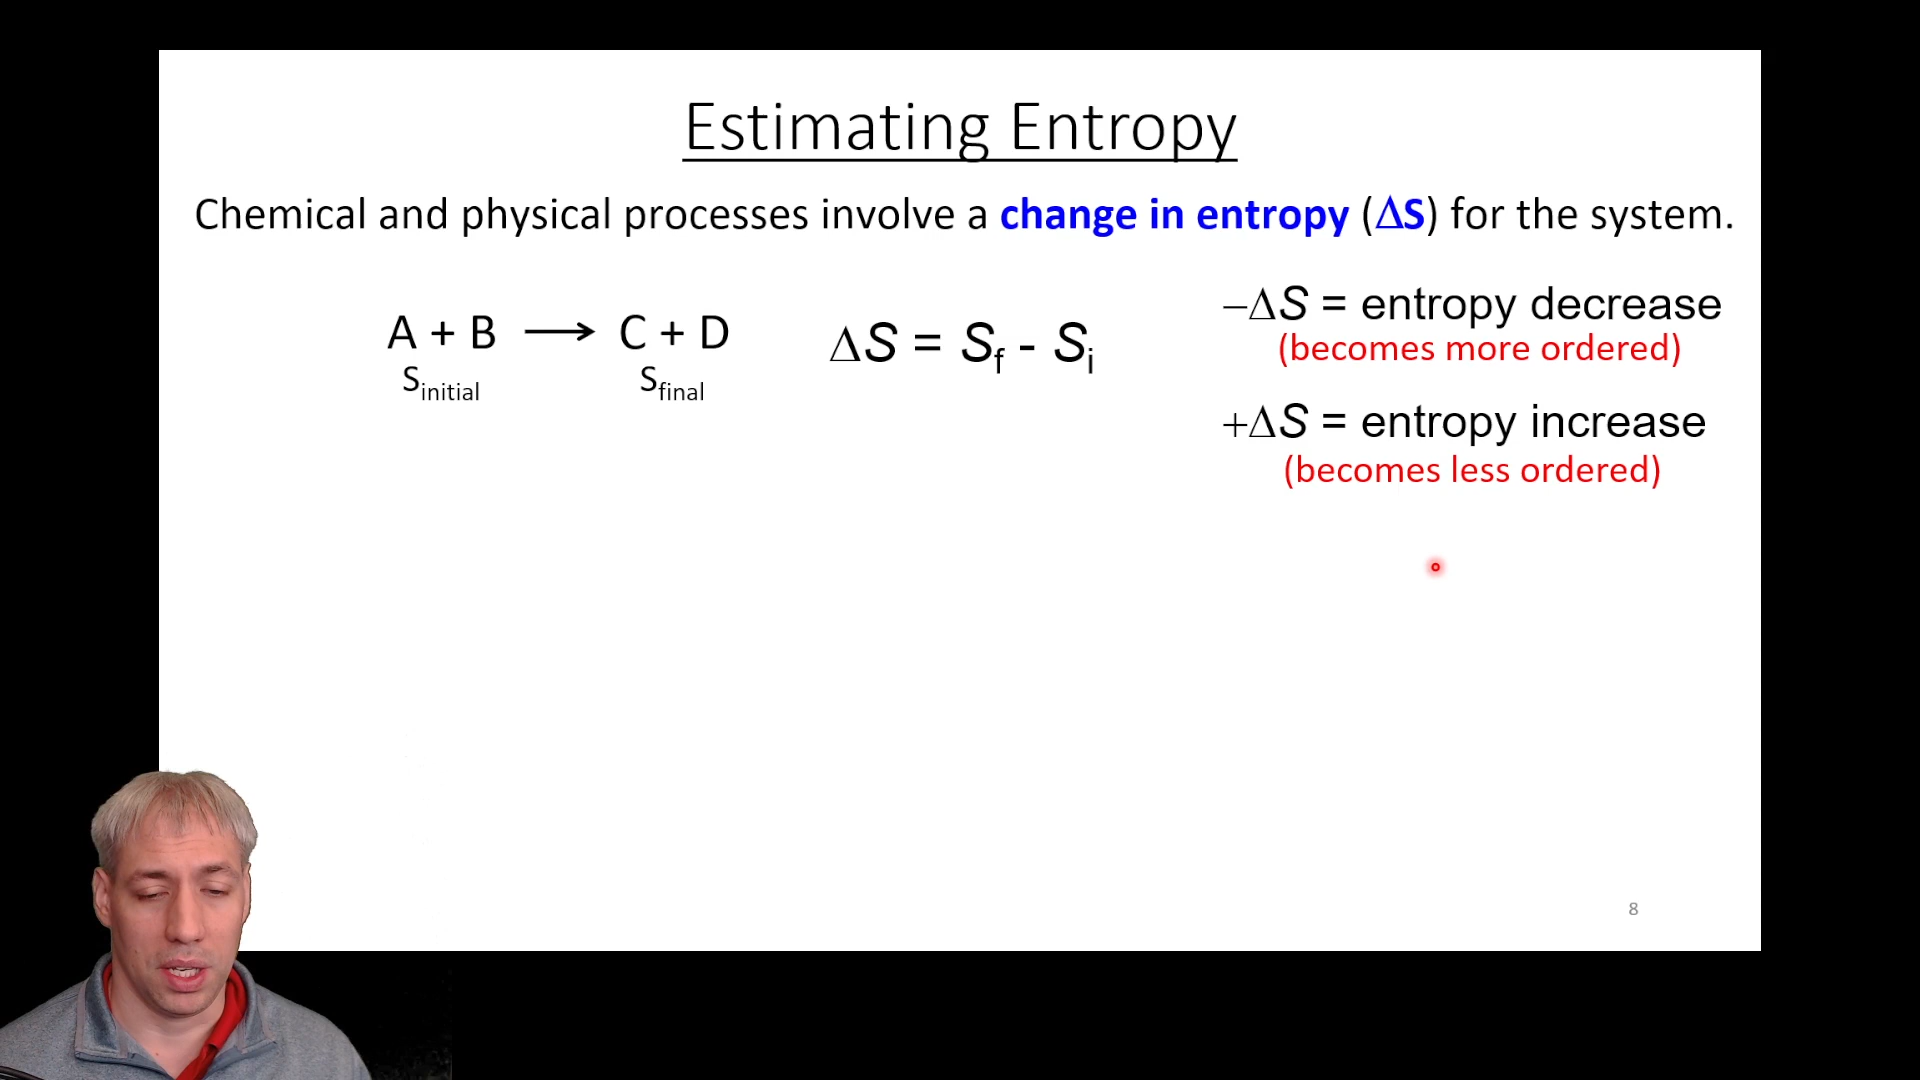 Estimating Entropy
Chemical and physical processes involve a change in entropy (ΔS) for the system.
A + B ⟶ C + D
S_initial S_final
ΔS = S_f - S_i
–ΔS = entropy decrease
(becomes more ordered)
+ΔS = entropy increase
(becomes less ordered)
8